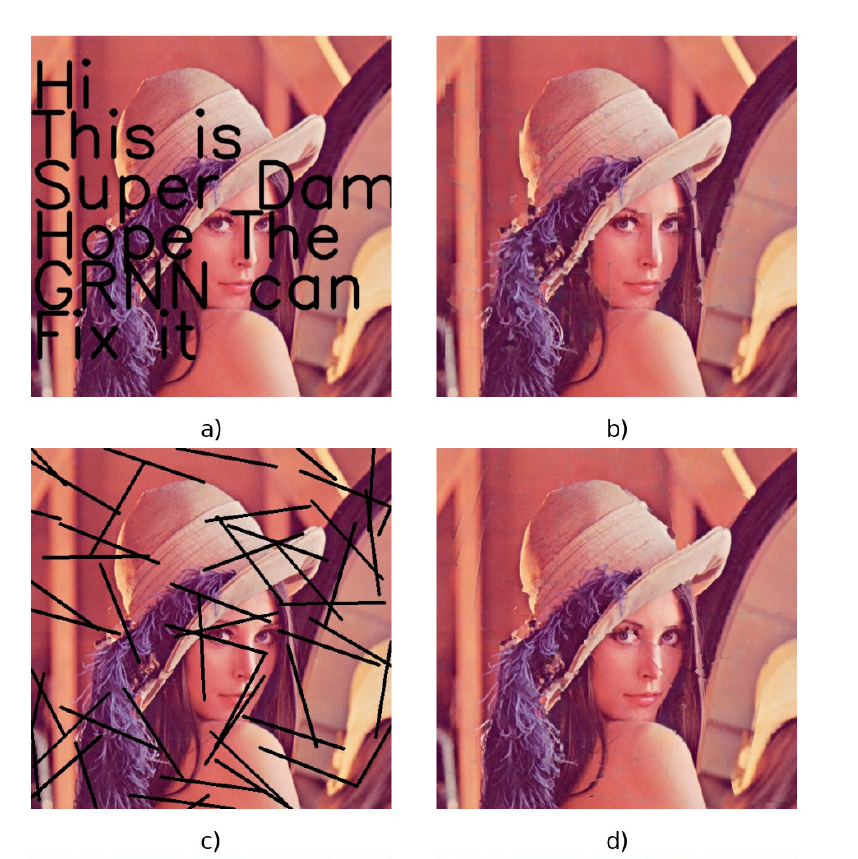 Hi
This is
Super Dam
Hope The
GRNN can
Fix it
a)
b)
c)
d)